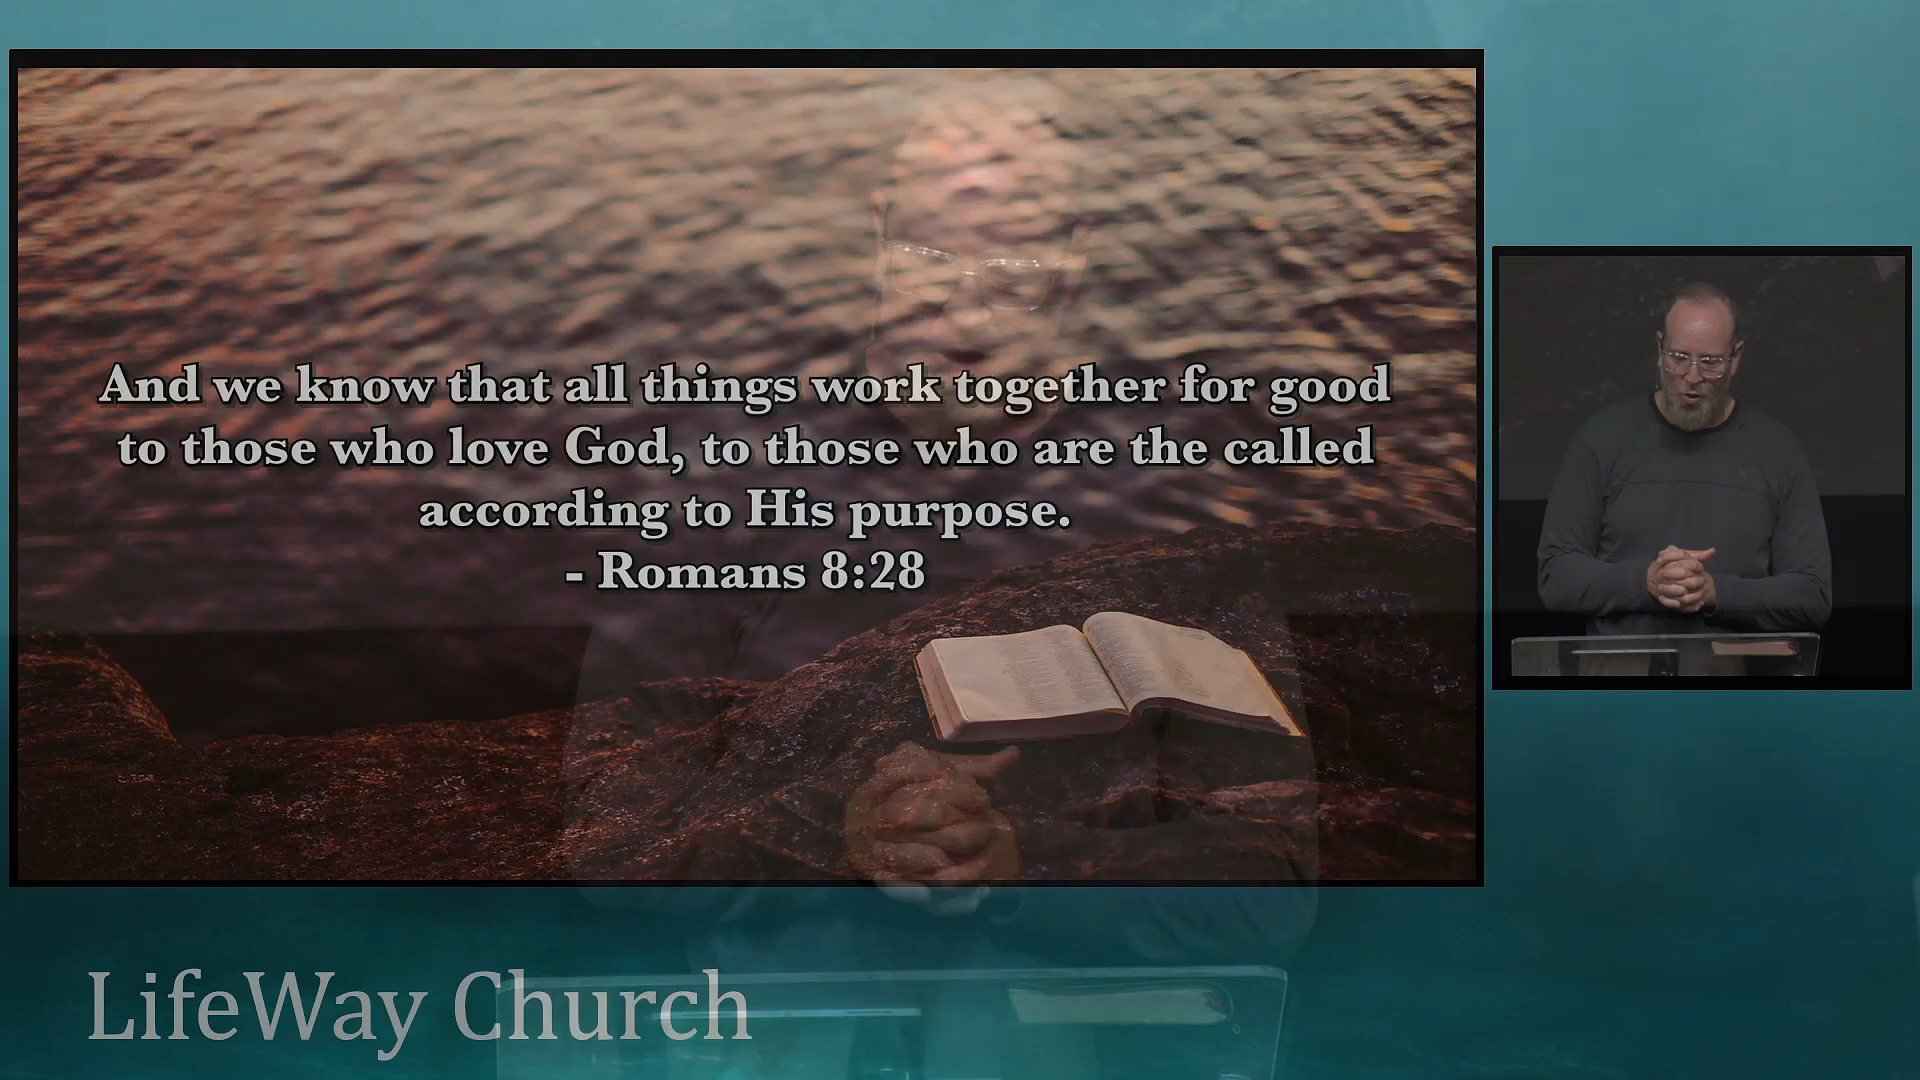 And we know that all things work together for good
to those who love God, to those who are the called
according to His purpose.
- Romans 8:28
LifeWay Church